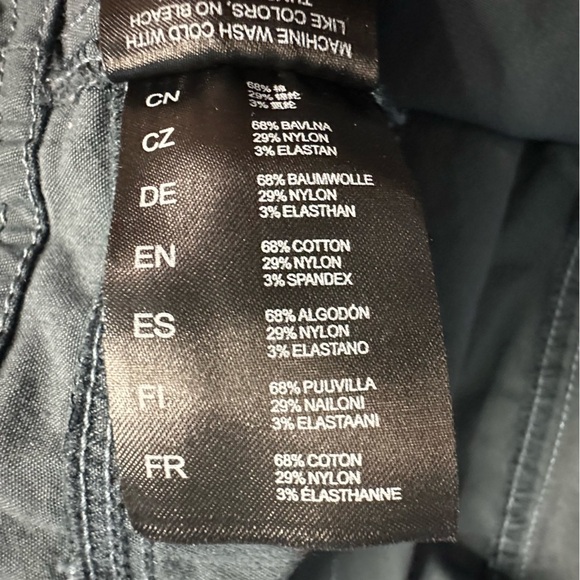 MACHINE WASH COLD WITH
LIKE COLORS, NO BLEACH
CN
68% 棉
29%
3%
CZ
68% BAVLNA
29% NYLON
3% ELASTAN
DE
68% BAUMWOLLE
29% NYLON
3% ELASTHAN
EN
68% COTTON
29% NYLON
3% SPANDEX
ES
68% ALGODÓN
29% NYLON
3% ELASTANO
FI
68% PUUVILLA
29% NAILONI
3% ELASTAANI
FR
68% COTON
29% NYLON
3% ÉLASTHANNE